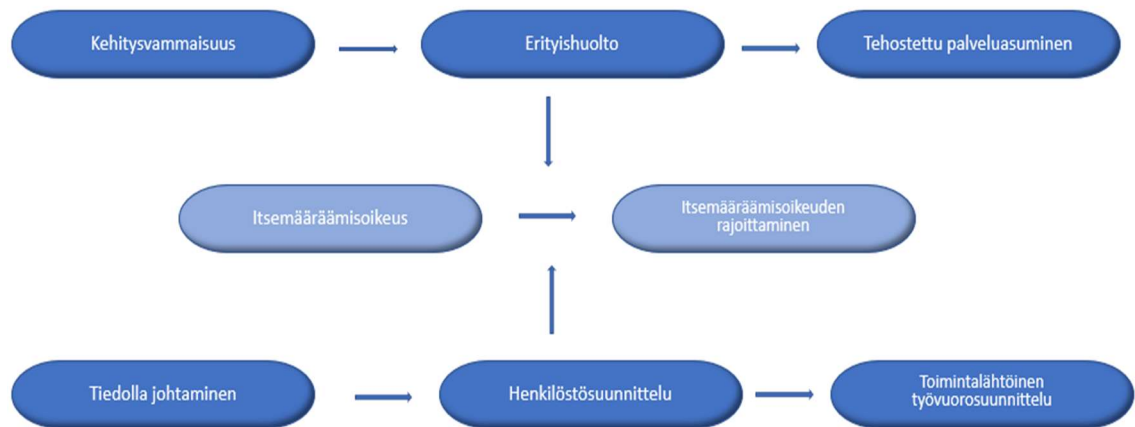 Kehitysvammaisuus
Erityishuolto
Tehostettu palveluasuminen
Itsemääräämisoikeus
Itsemääräämisoikeuden
rajoittaminen
Tiedolla johtaminen
Henkilöstösuunnittelu
Toimintalähtöinen
työvuorosuunnittelu